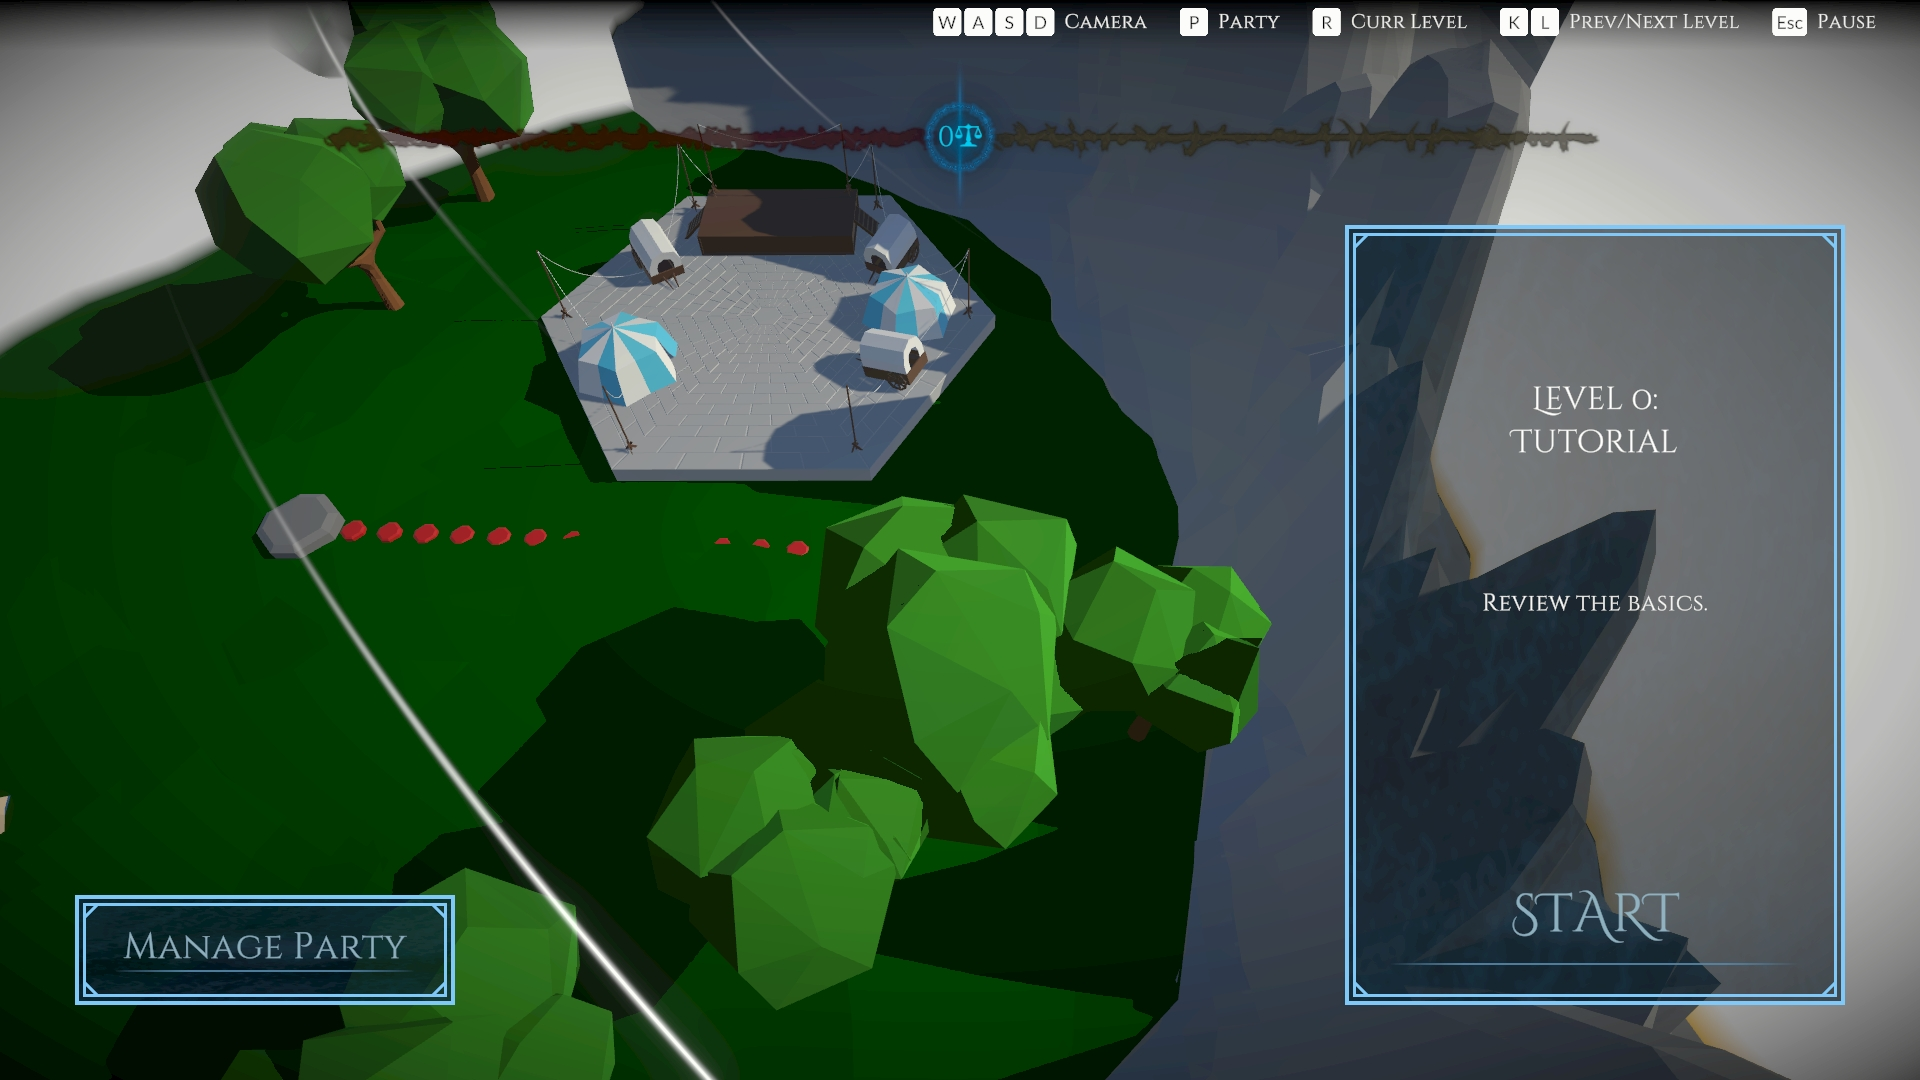 W A S D CAMERA P PARTY R CURR LEVEL K L PREV/NEXT LEVEL Esc PAUSE
0
LEVEL 0:
TUTORIAL
REVIEW THE BASICS.
START
MANAGE PARTY